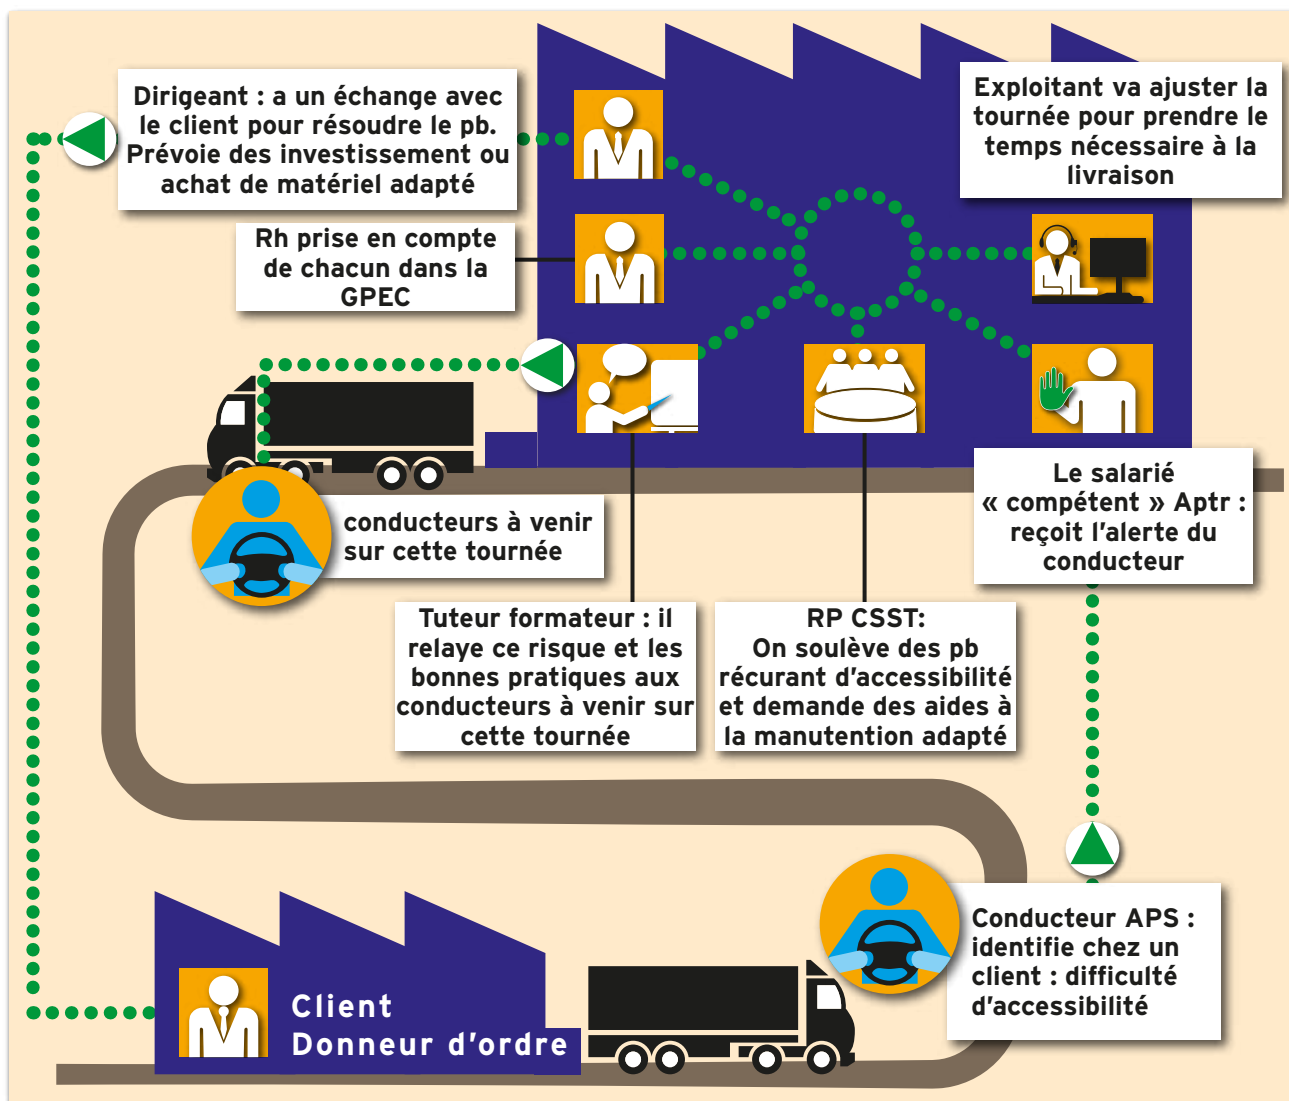 Dirigeant : a un échange avec
le client pour résoudre le pb.
Prévoie des investissement ou
achat de matériel adapté
Exploitant va ajuster la
tournée pour prendre le
temps nécessaire à la
livraison
Rh prise en compte
de chacun dans la
GPEC
conducteurs à venir
sur cette tournée
Le salarié
« compétent » Aptr :
reçoit l’alerte du
conducteur
Tuteur formateur : il
relaye ce risque et les
bonnes pratiques aux
conducteurs à venir sur
cette tournée
RP CSST:
On soulève des pb
récurant d’accessibilité
et demande des aides à
la manutention adapté
Conducteur APS :
identifie chez un
client : difficulté
d’accessibilité
Client
Donneur d’ordre